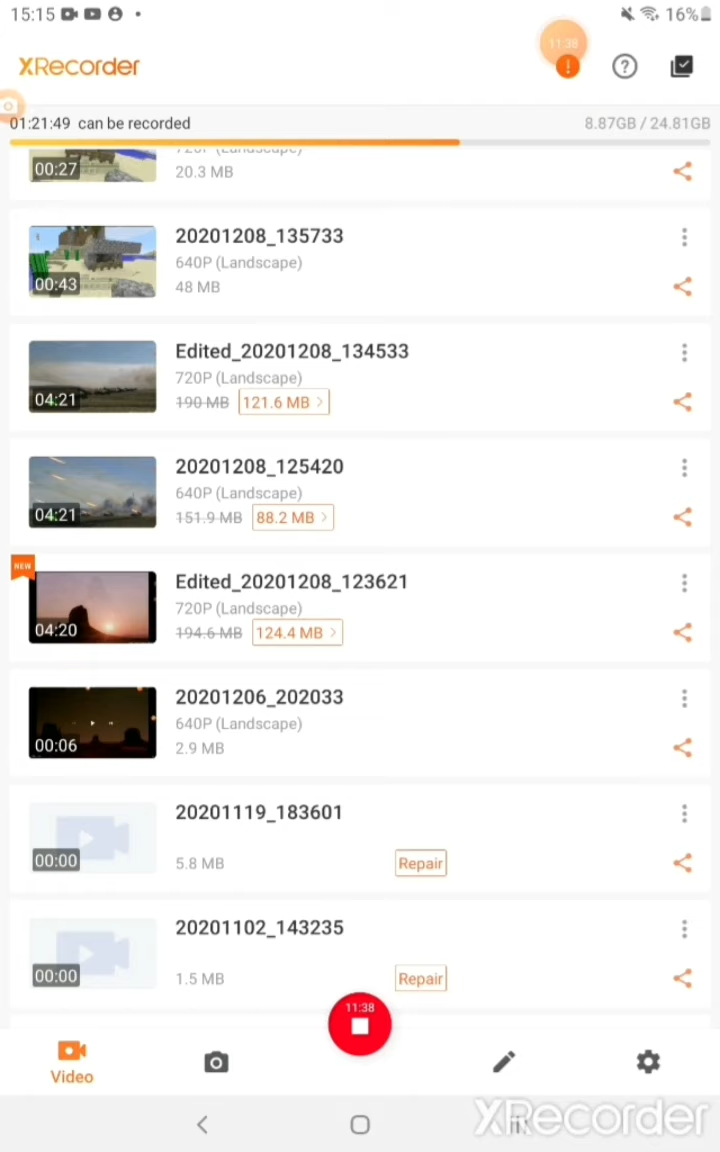 15:15
16%
11:38
XRecorder
01:21:49 can be recorded
8.87GB / 24.81GB
720P (Landscape)
00:27
20.3 MB
20201208_135733
640P (Landscape)
00:43
48 MB
Edited_20201208_134533
720P (Landscape)
04:21
190 MB
121.6 MB >
20201208_125420
640P (Landscape)
04:21
151.9 MB
88.2 MB >
NEW
Edited_20201208_123621
720P (Landscape)
04:20
194.6 MB
124.4 MB >
20201206_202033
640P (Landscape)
00:06
2.9 MB
20201119_183601
00:00
5.8 MB
Repair
20201102_143235
00:00
1.5 MB
Repair
11:38
Video
XRecorder